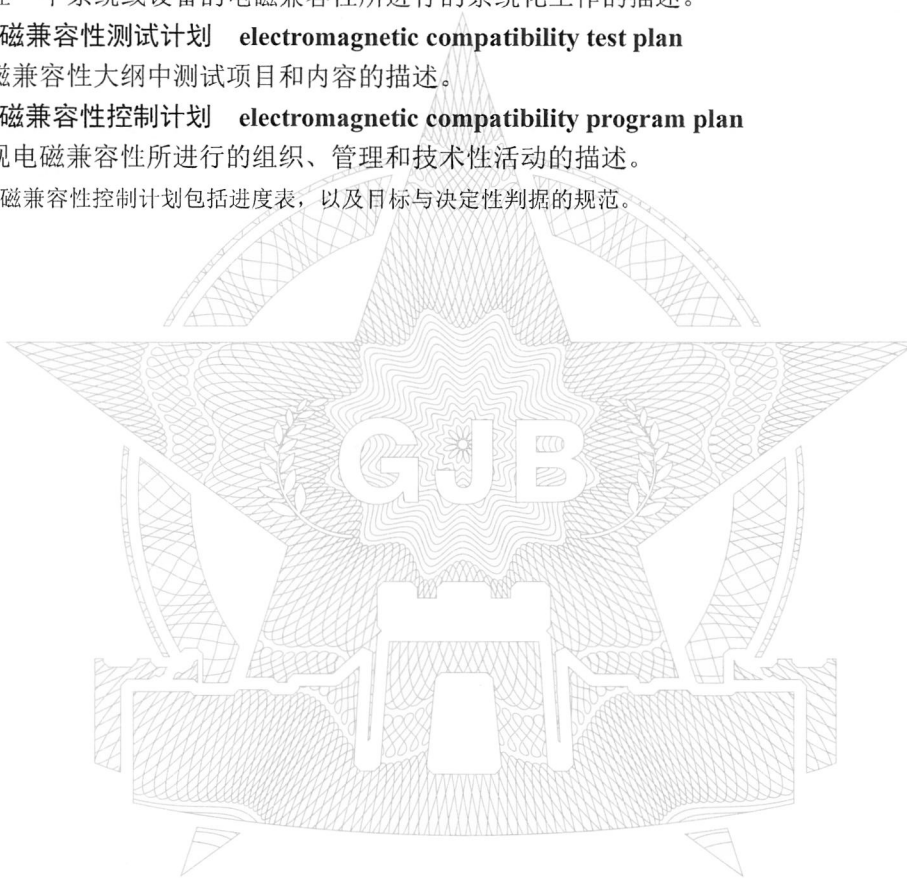 一个系统或设备的电磁兼容性所进行的系统化工作的描述。
磁兼容性测试计划 electromagnetic compatibility test plan
磁兼容性大纲中测试项目和内容的描述。
磁兼容性控制计划 electromagnetic compatibility program plan
现电磁兼容性所进行的组织、管理和技术性活动的描述。
磁兼容性控制计划包括进度表，以及目标与决定性判据的规范。
GJB